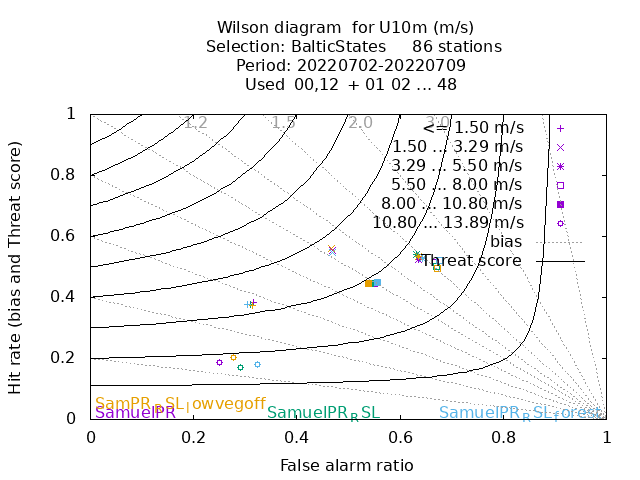 Wilson diagram for U10m (m/s)
Selection: BalticStates 86 stations
Period: 20220702-20220709
Used 00,12 + 01 02 ... 48
Hit rate (bias and Threat score)
1
0.8
0.6
0.4
0.2
0
1.2
1.5
2.0
3.0
<= 1.50 m/s
1.50 ... 3.29 m/s
3.29 ... 5.50 m/s
5.50 ... 8.00 m/s
8.00 ... 10.80 m/s
10.80 ... 13.89 m/s
bias
Threat score
SamPR_RSL_lowvegoff
SamuelPR
SamuelPR_RSL
SamuelPR_RSL_forest
0 0.2 0.4 0.6 0.8 1
False alarm ratio